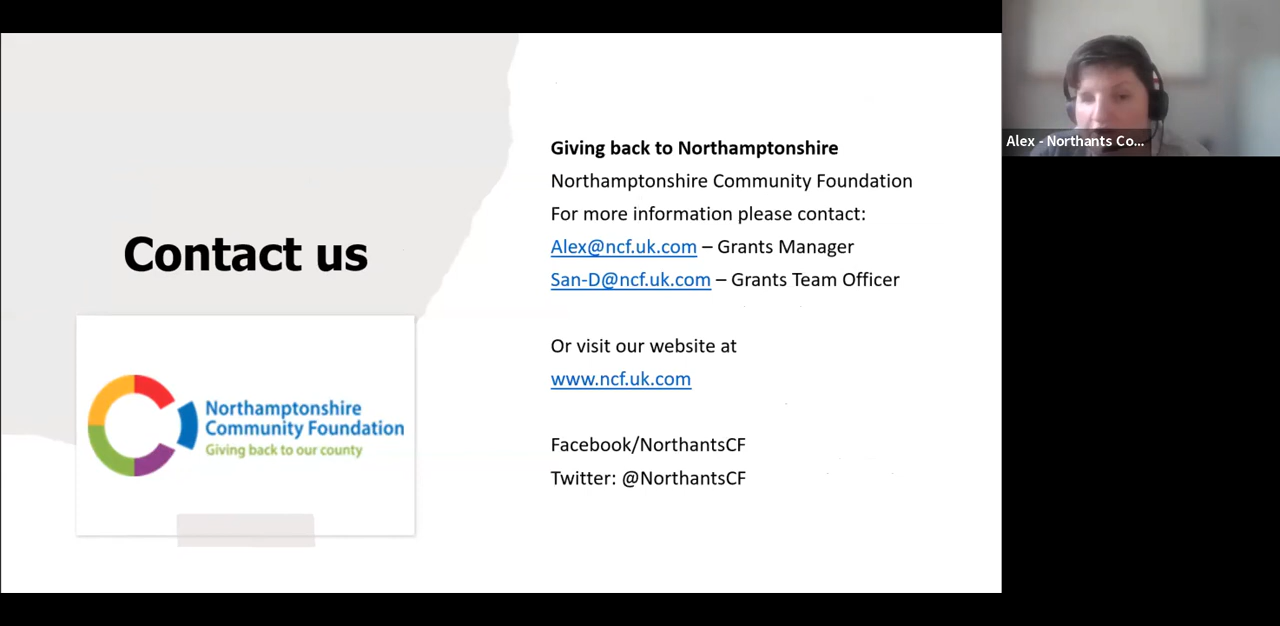 Contact us
Northamptonshire
Community Foundation
Giving back to our county
Giving back to Northamptonshire
Northamptonshire Community Foundation
For more information please contact:
Alex@ncf.uk.com – Grants Manager
San-D@ncf.uk.com – Grants Team Officer
Or visit our website at
www.ncf.uk.com
Facebook/NorthantsCF
Twitter: @NorthantsCF
Alex - Northants Co...